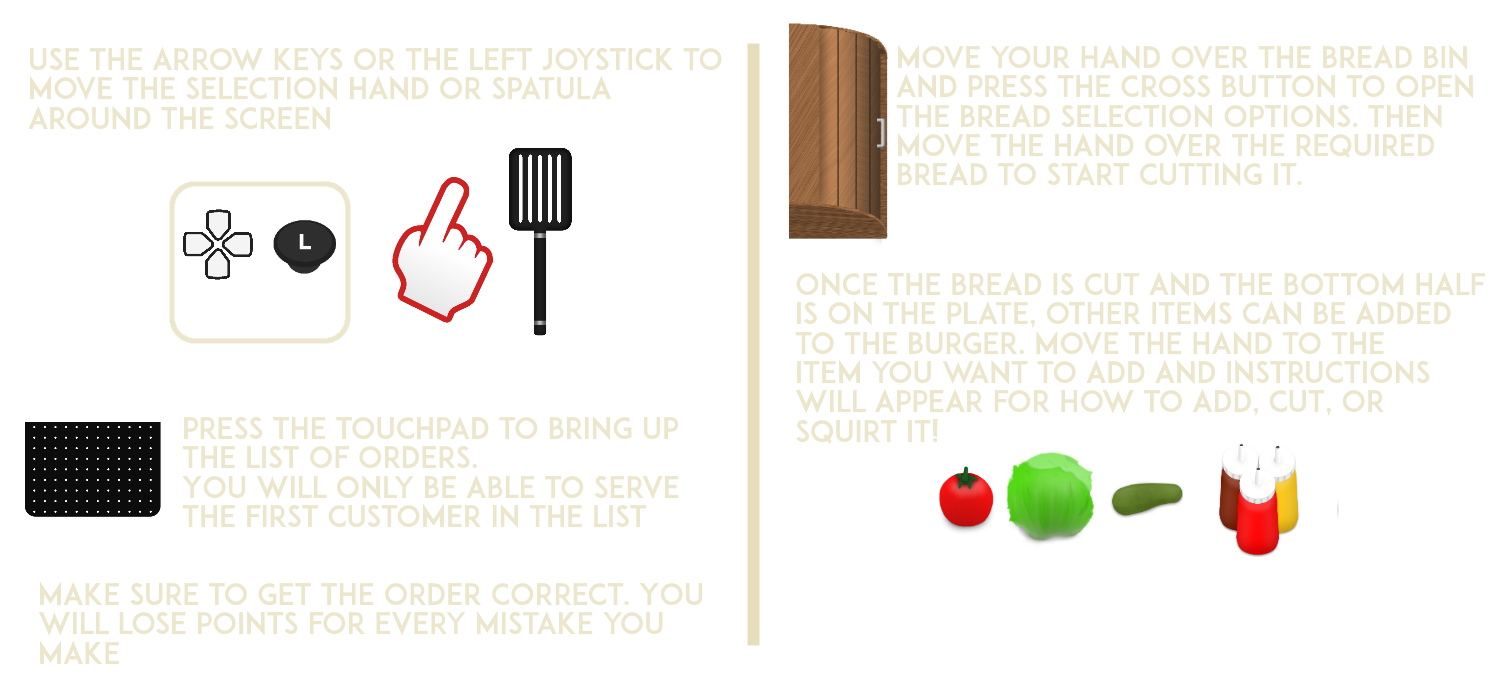 USE THE ARROW KEYS OR THE LEFT JOYSTICK TO
MOVE THE SELECTION HAND OR SPATULA
AROUND THE SCREEN
L
PRESS THE TOUCHPAD TO BRING UP
THE LIST OF ORDERS.
YOU WILL ONLY BE ABLE TO SERVE
THE FIRST CUSTOMER IN THE LIST
MAKE SURE TO GET THE ORDER CORRECT. YOU
WILL LOSE POINTS FOR EVERY MISTAKE YOU
MAKE
MOVE YOUR HAND OVER THE BREAD BIN
AND PRESS THE CROSS BUTTON TO OPEN
THE BREAD SELECTION OPTIONS. THEN
MOVE THE HAND OVER THE REQUIRED
BREAD TO START CUTTING IT.
ONCE THE BREAD IS CUT AND THE BOTTOM HALF
IS ON THE PLATE, OTHER ITEMS CAN BE ADDED
TO THE BURGER. MOVE THE HAND TO THE
ITEM YOU WANT TO ADD AND INSTRUCTIONS
WILL APPEAR FOR HOW TO ADD, CUT, OR
SQUIRT IT!